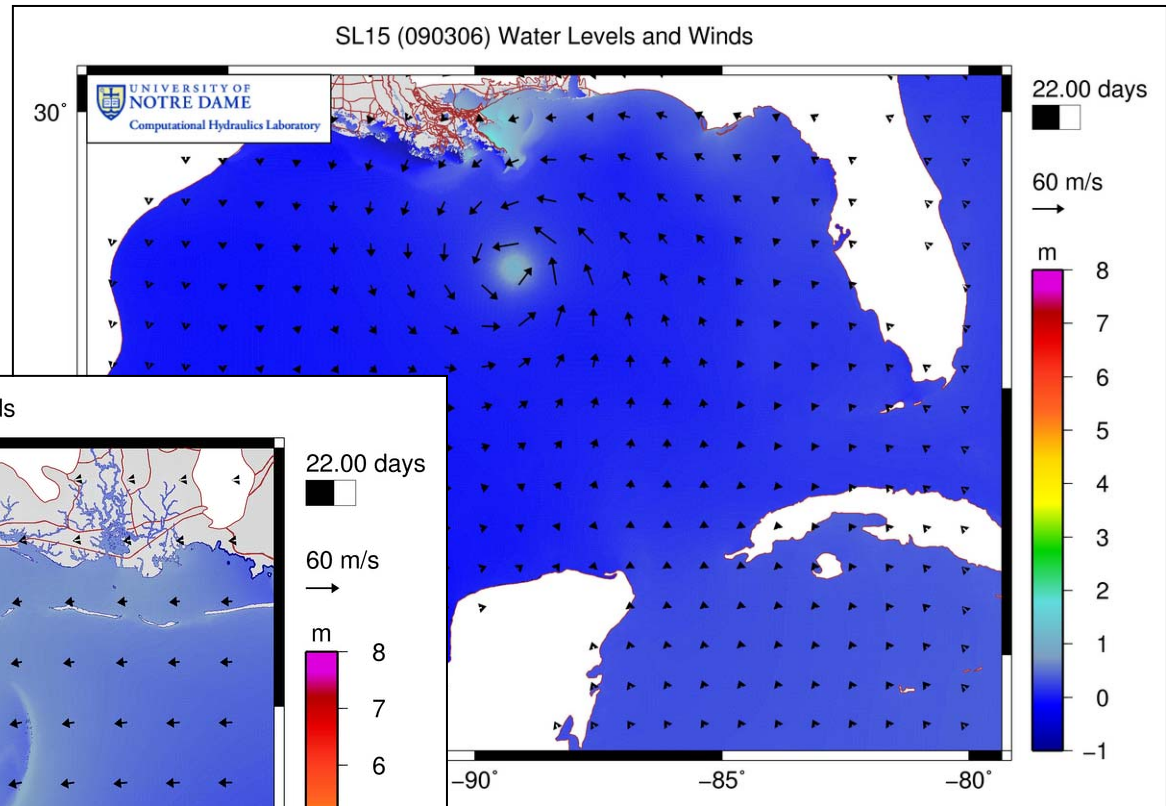 SL15 (090306) Water Levels and Winds
UNIVERSITY OF
NOTRE DAME
Computational Hydraulics Laboratory
30°
22.00 days
60 m/s
m
8
7
6
5
4
3
2
1
0
−1
−90°
−85°
−80°
ls
22.00 days
60 m/s
m
8
7
6